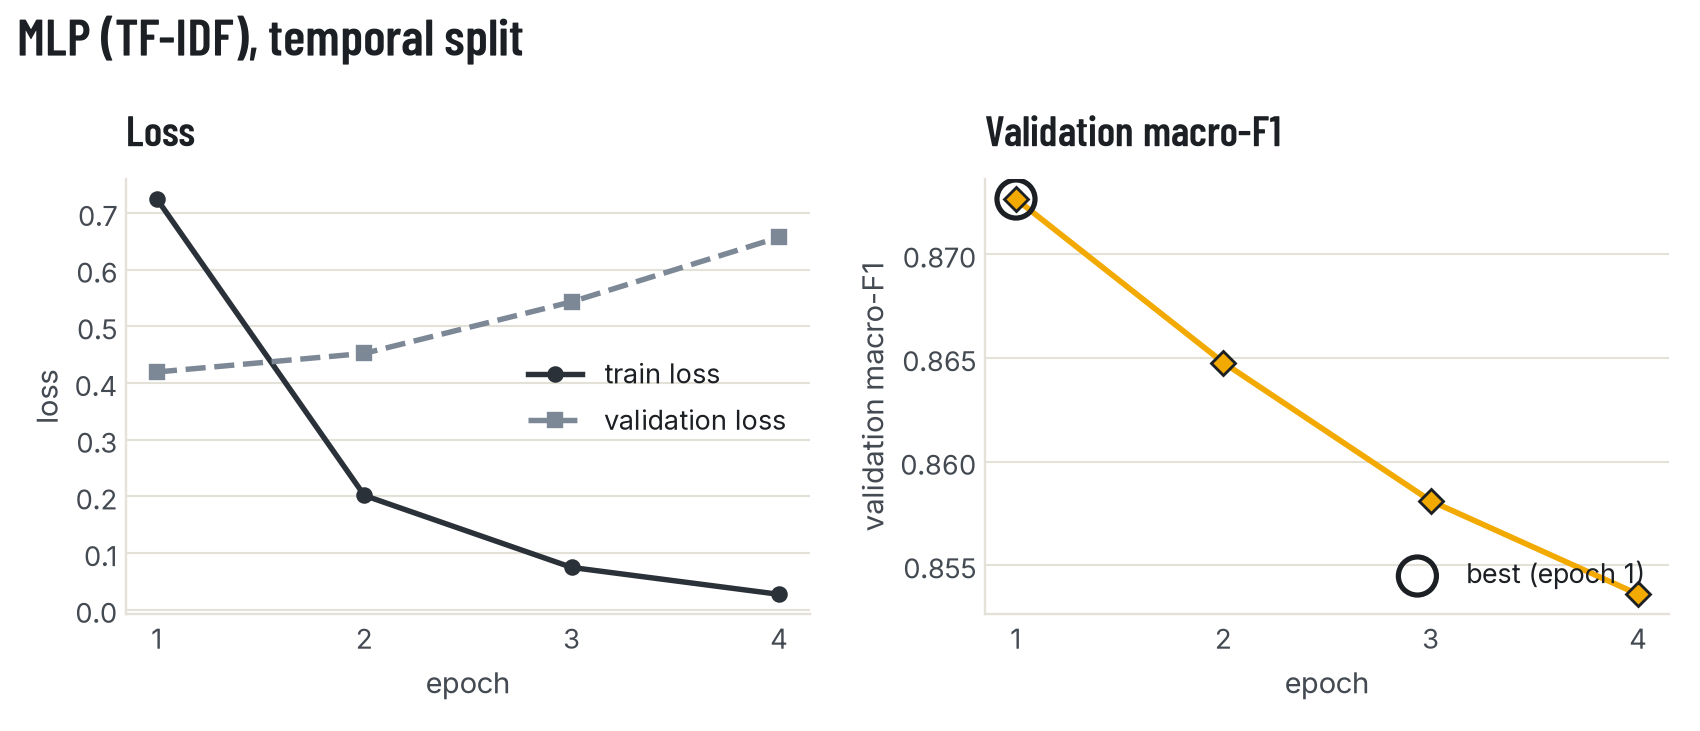 MLP (TF-IDF), temporal split
Loss
loss
0.7
0.6
0.5
0.4
0.3
0.2
0.1
0.0
train loss
validation loss
1 2 3 4
epoch
Validation macro-F1
validation macro-F1
0.870
0.865
0.860
0.855
best (epoch 1)
1 2 3 4
epoch